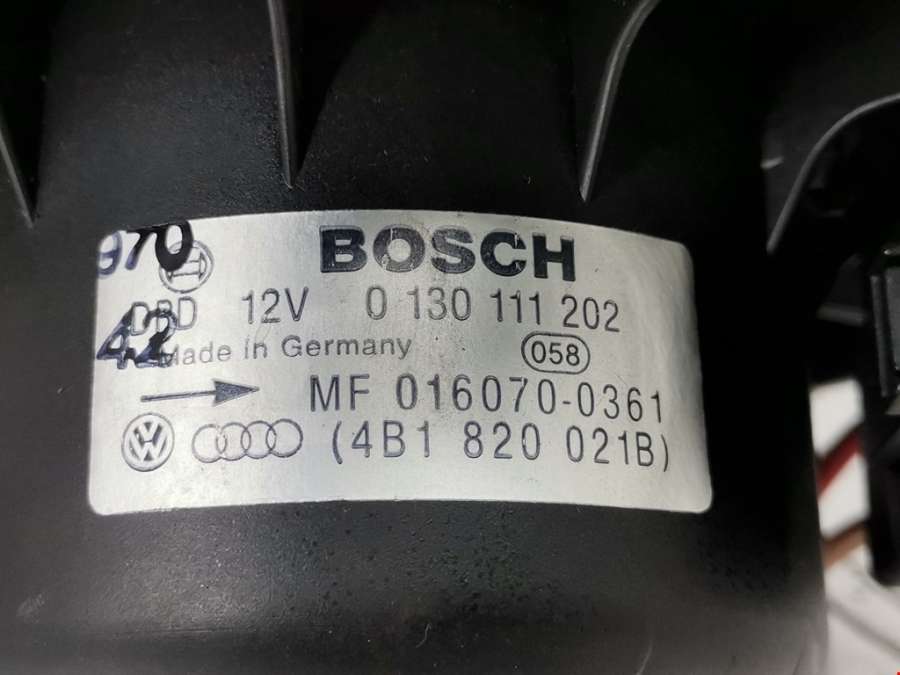 970
BOSCH
DBD 12V 0 130 111 202
42
Made in Germany 058
MF 016070-0361
(4B1 820 021B)